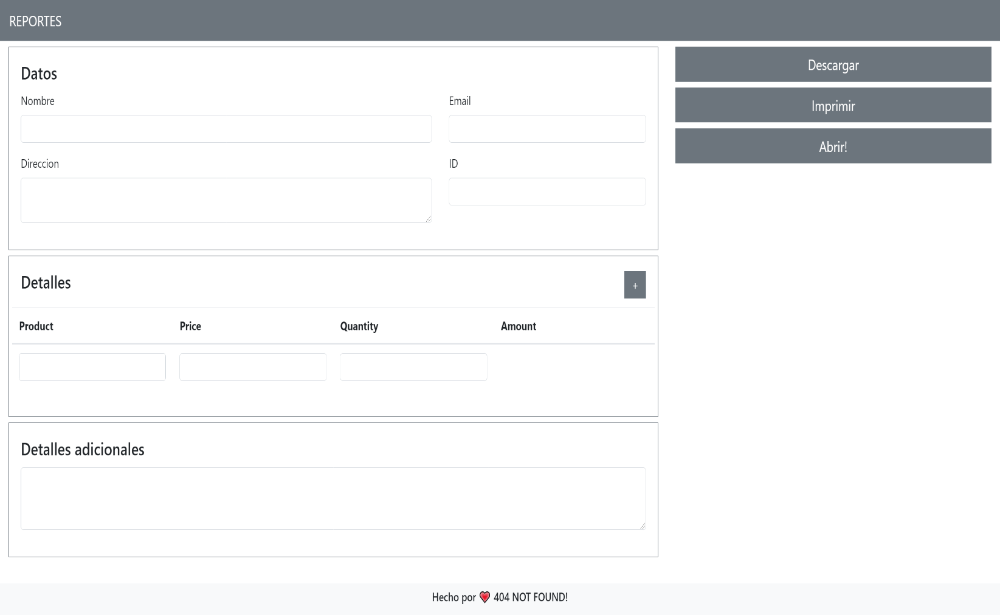 REPORTES
Datos
Nombre
Email
Direccion
ID
Detalles
+
Product
Price
Quantity
Amount
Detalles adicionales
Descargar
Imprimir
Abrir!
Hecho por 💗 404 NOT FOUND!